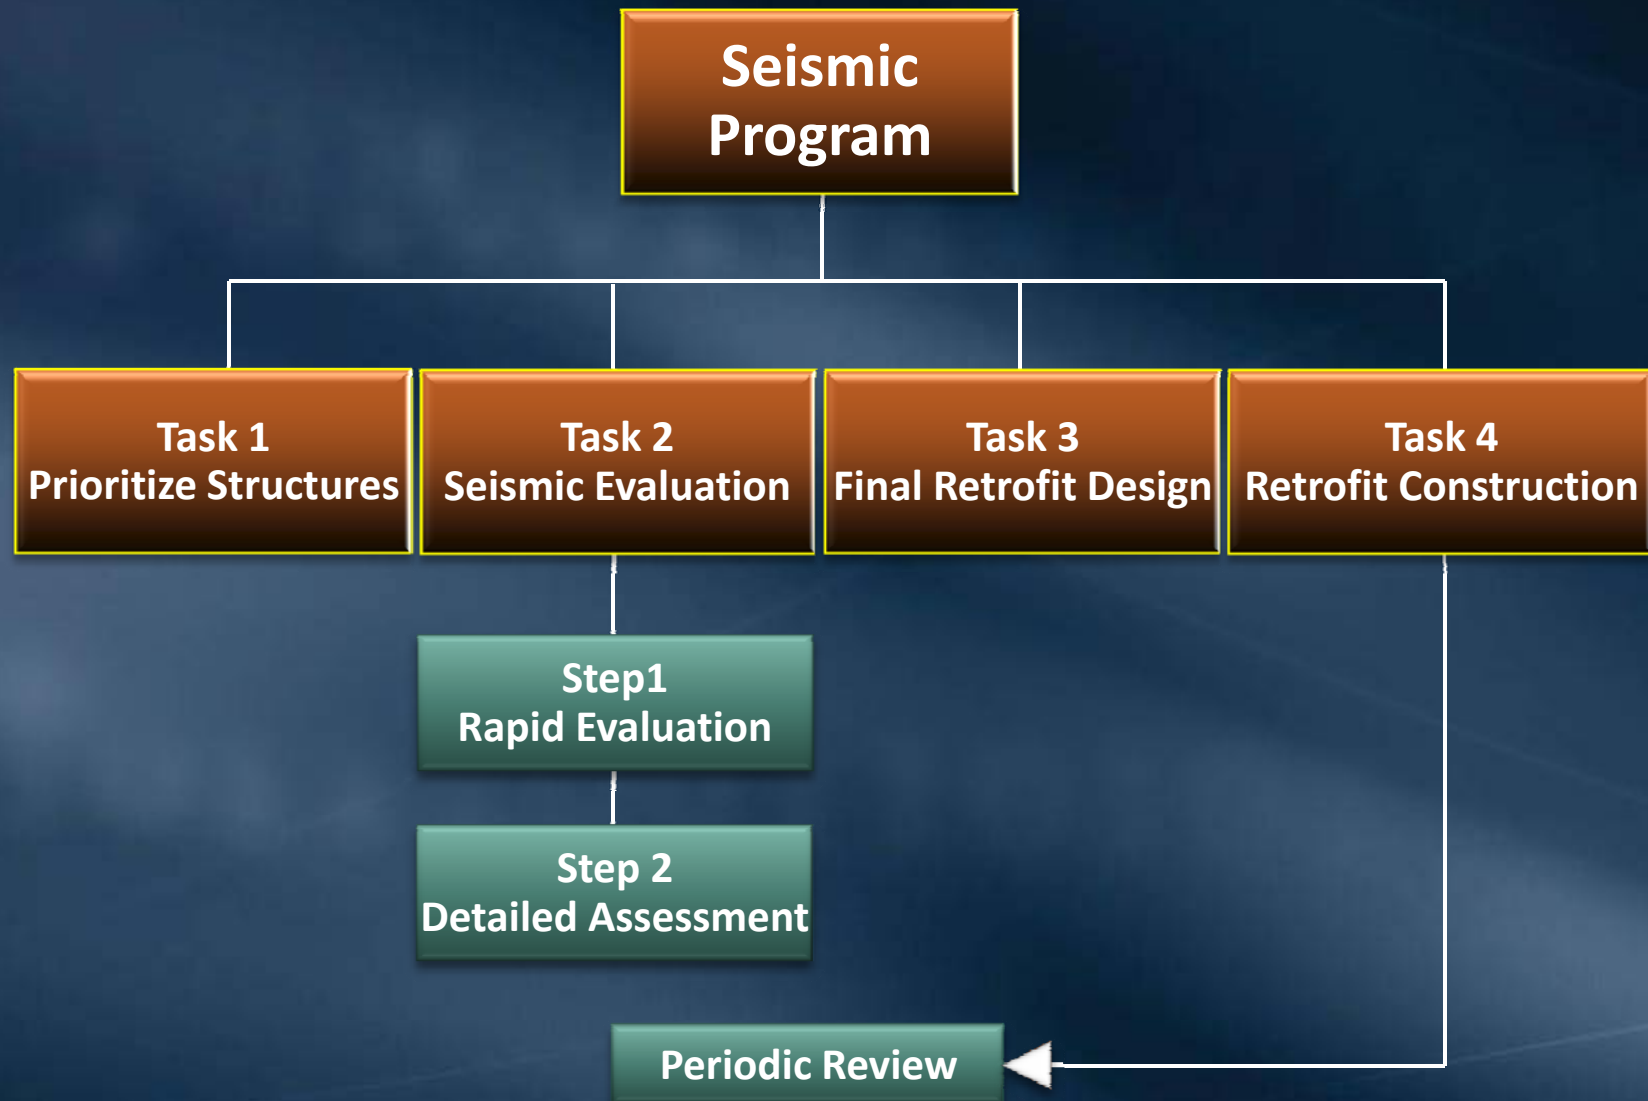 Seismic
Program
Task 1
Prioritize Structures
Task 2
Seismic Evaluation
Task 3
Final Retrofit Design
Task 4
Retrofit Construction
Step1
Rapid Evaluation
Step 2
Detailed Assessment
Periodic Review